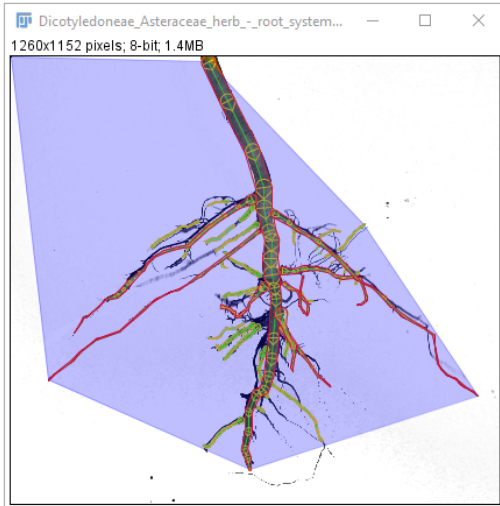 Dicotyledoneae_Asteraceae_herb_-_root_system...
1260x1152 pixels; 8-bit; 1.4MB